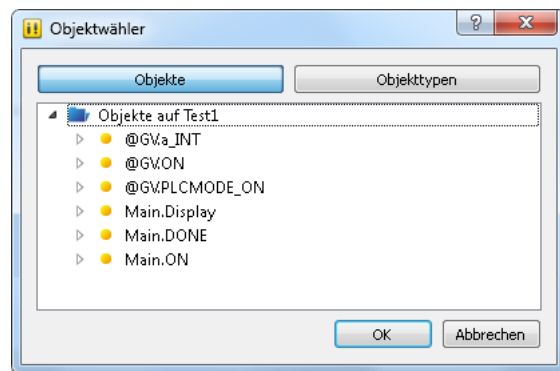 Objektwähler
Objekte Objekttypen
Objekte auf Test1
@GV.a_INT
@GV.ON
@GV.PLCMODE_ON
Main.Display
Main.DONE
Main.ON
OK Abbrechen